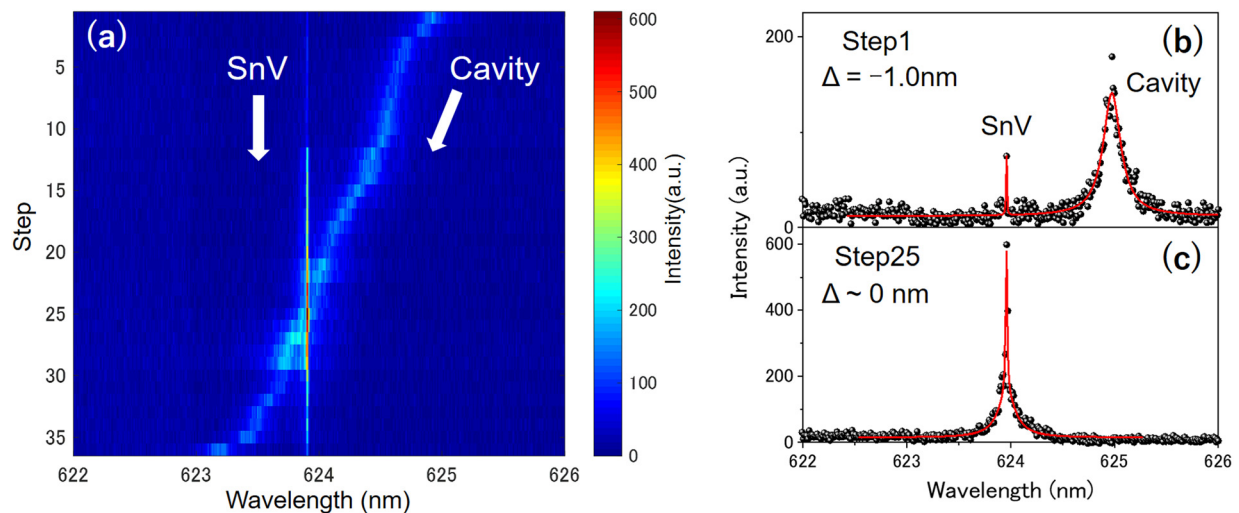 (a)
SnV
Cavity
5
10
15
20
25
30
35
Step
622
623
624
625
626
Wavelength (nm)
600
500
400
300
200
100
0
Intensity(a.u.)
200
0
Step1
Δ = −1.0nm
(b)
Cavity
SnV
Intensity (a.u.)
600
400
200
0
Step25
Δ ~ 0 nm
(c)
622
623
624
625
626
Wavelength (nm)